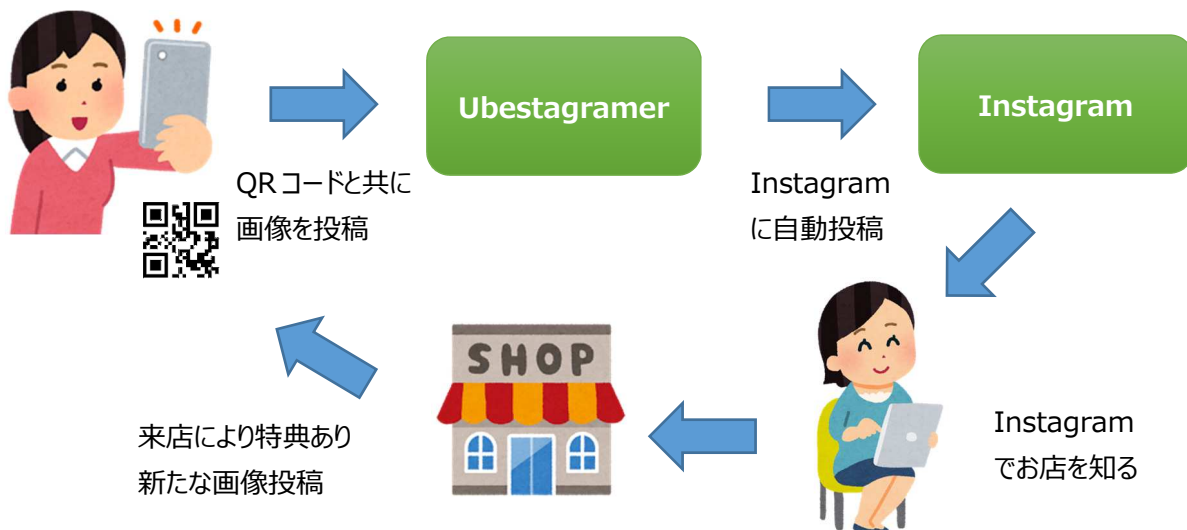 Ubestagramer
Instagram
QRコードと共に
画像を投稿
Instagram
に自動投稿
SHOP
Instagram
でお店を知る
来店により特典あり
新たな画像投稿